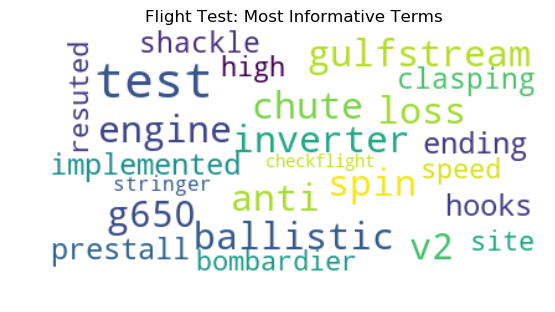 Flight Test: Most Informative Terms
shackle
gulfstream
high
test
clasping
resuted
chute
loss
engine
inverter
ending
implemented
checkflight
speed
stringer
spin
anti
hooks
g650
ballistic
v2
site
prestall
bombardier